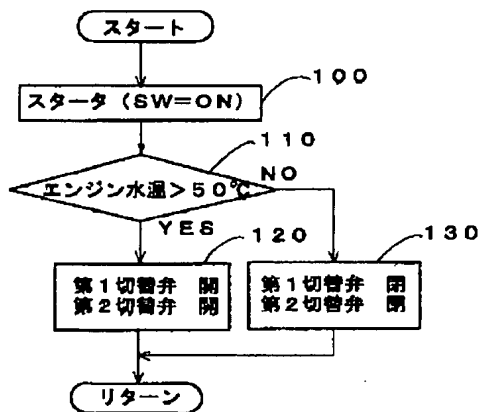 スタート
100
スタータ(SW=ON)
110
エンジン水温>50℃
NO
YES
120
130
第1切替弁 開
第2切替弁 開
第1切替弁 閉
第2切替弁 閉
リターン